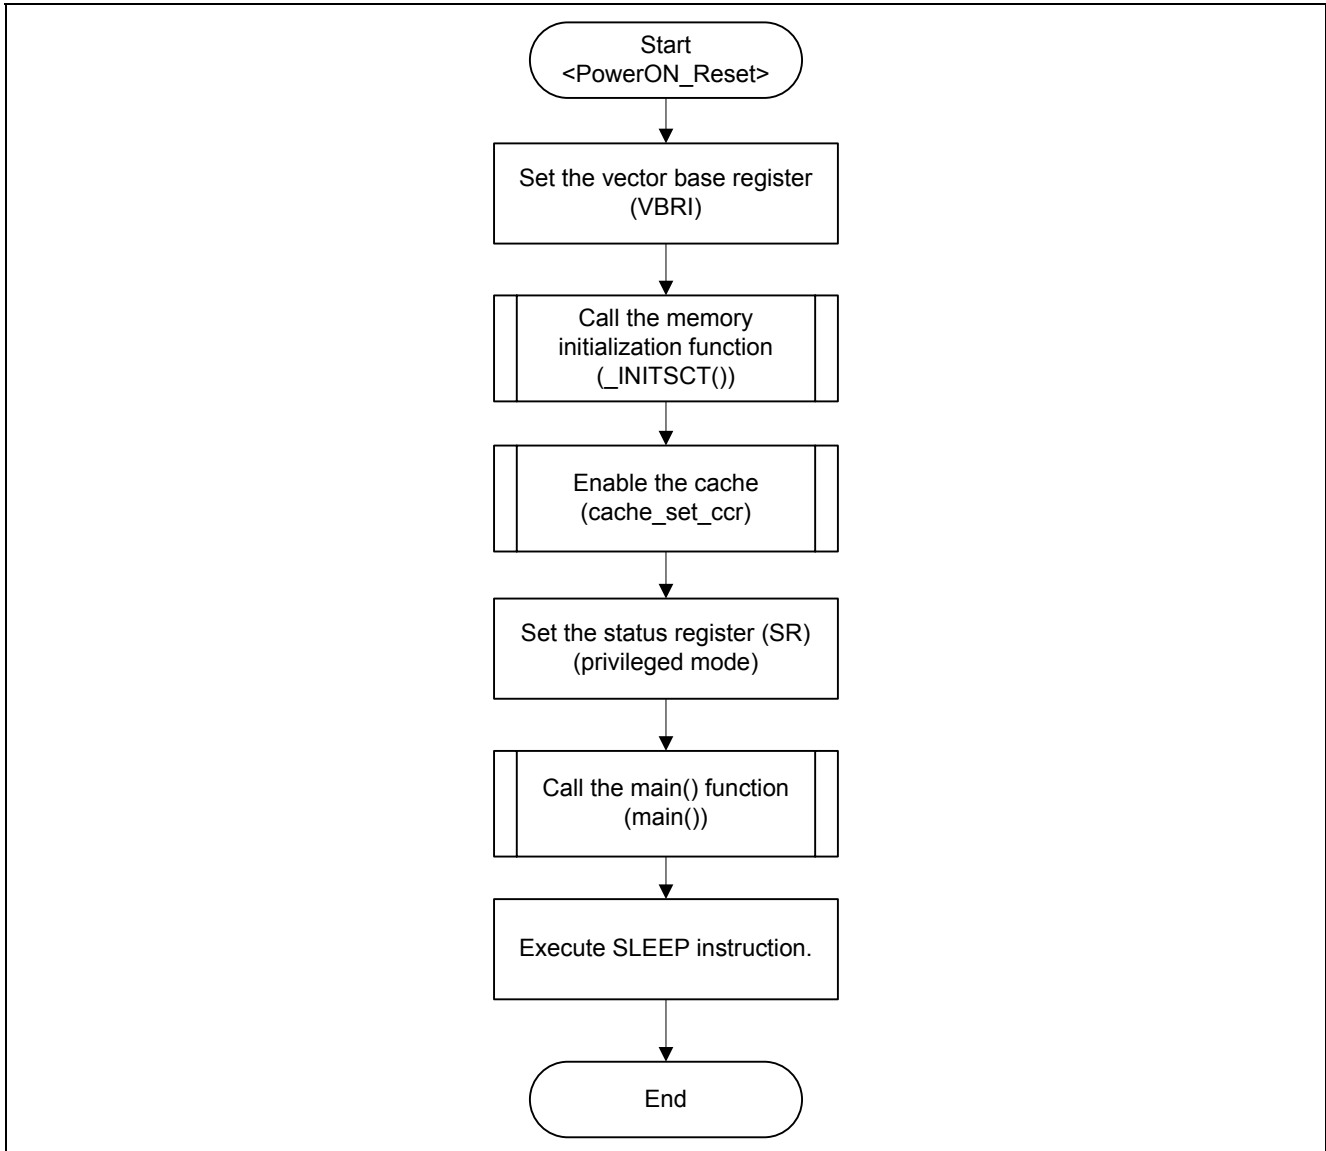 Start
<PowerON_Reset>
Set the vector base register
(VBRI)
Call the memory
initialization function
(_INITSCT())
Enable the cache
(cache_set_ccr)
Set the status register (SR)
(privileged mode)
Call the main() function
(main())
Execute SLEEP instruction.
End